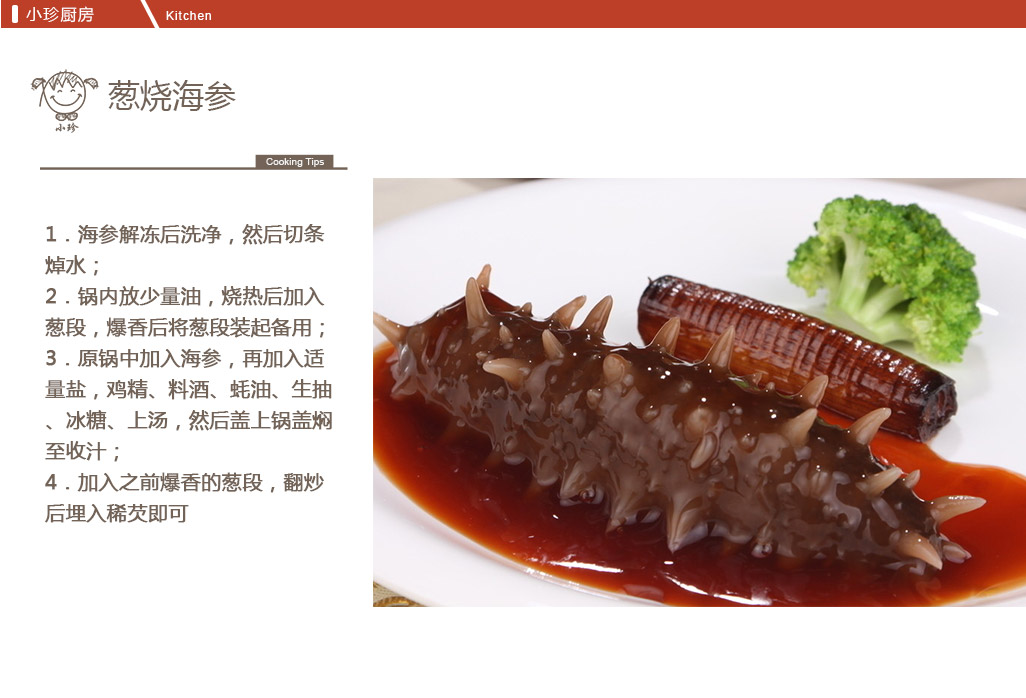 小珍厨房 Kitchen
葱烧海参
小珍
Cooking Tips
1．海参解冻后洗净，然后切条
焯水；
2．锅内放少量油，烧热后加入
葱段，爆香后将葱段装起备用；
3．原锅中加入海参，再加入适
量盐，鸡精、料酒、蚝油、生抽
、冰糖、上汤，然后盖上锅盖焖
至收汁；
4．加入之前爆香的葱段，翻炒
后埋入稀芡即可